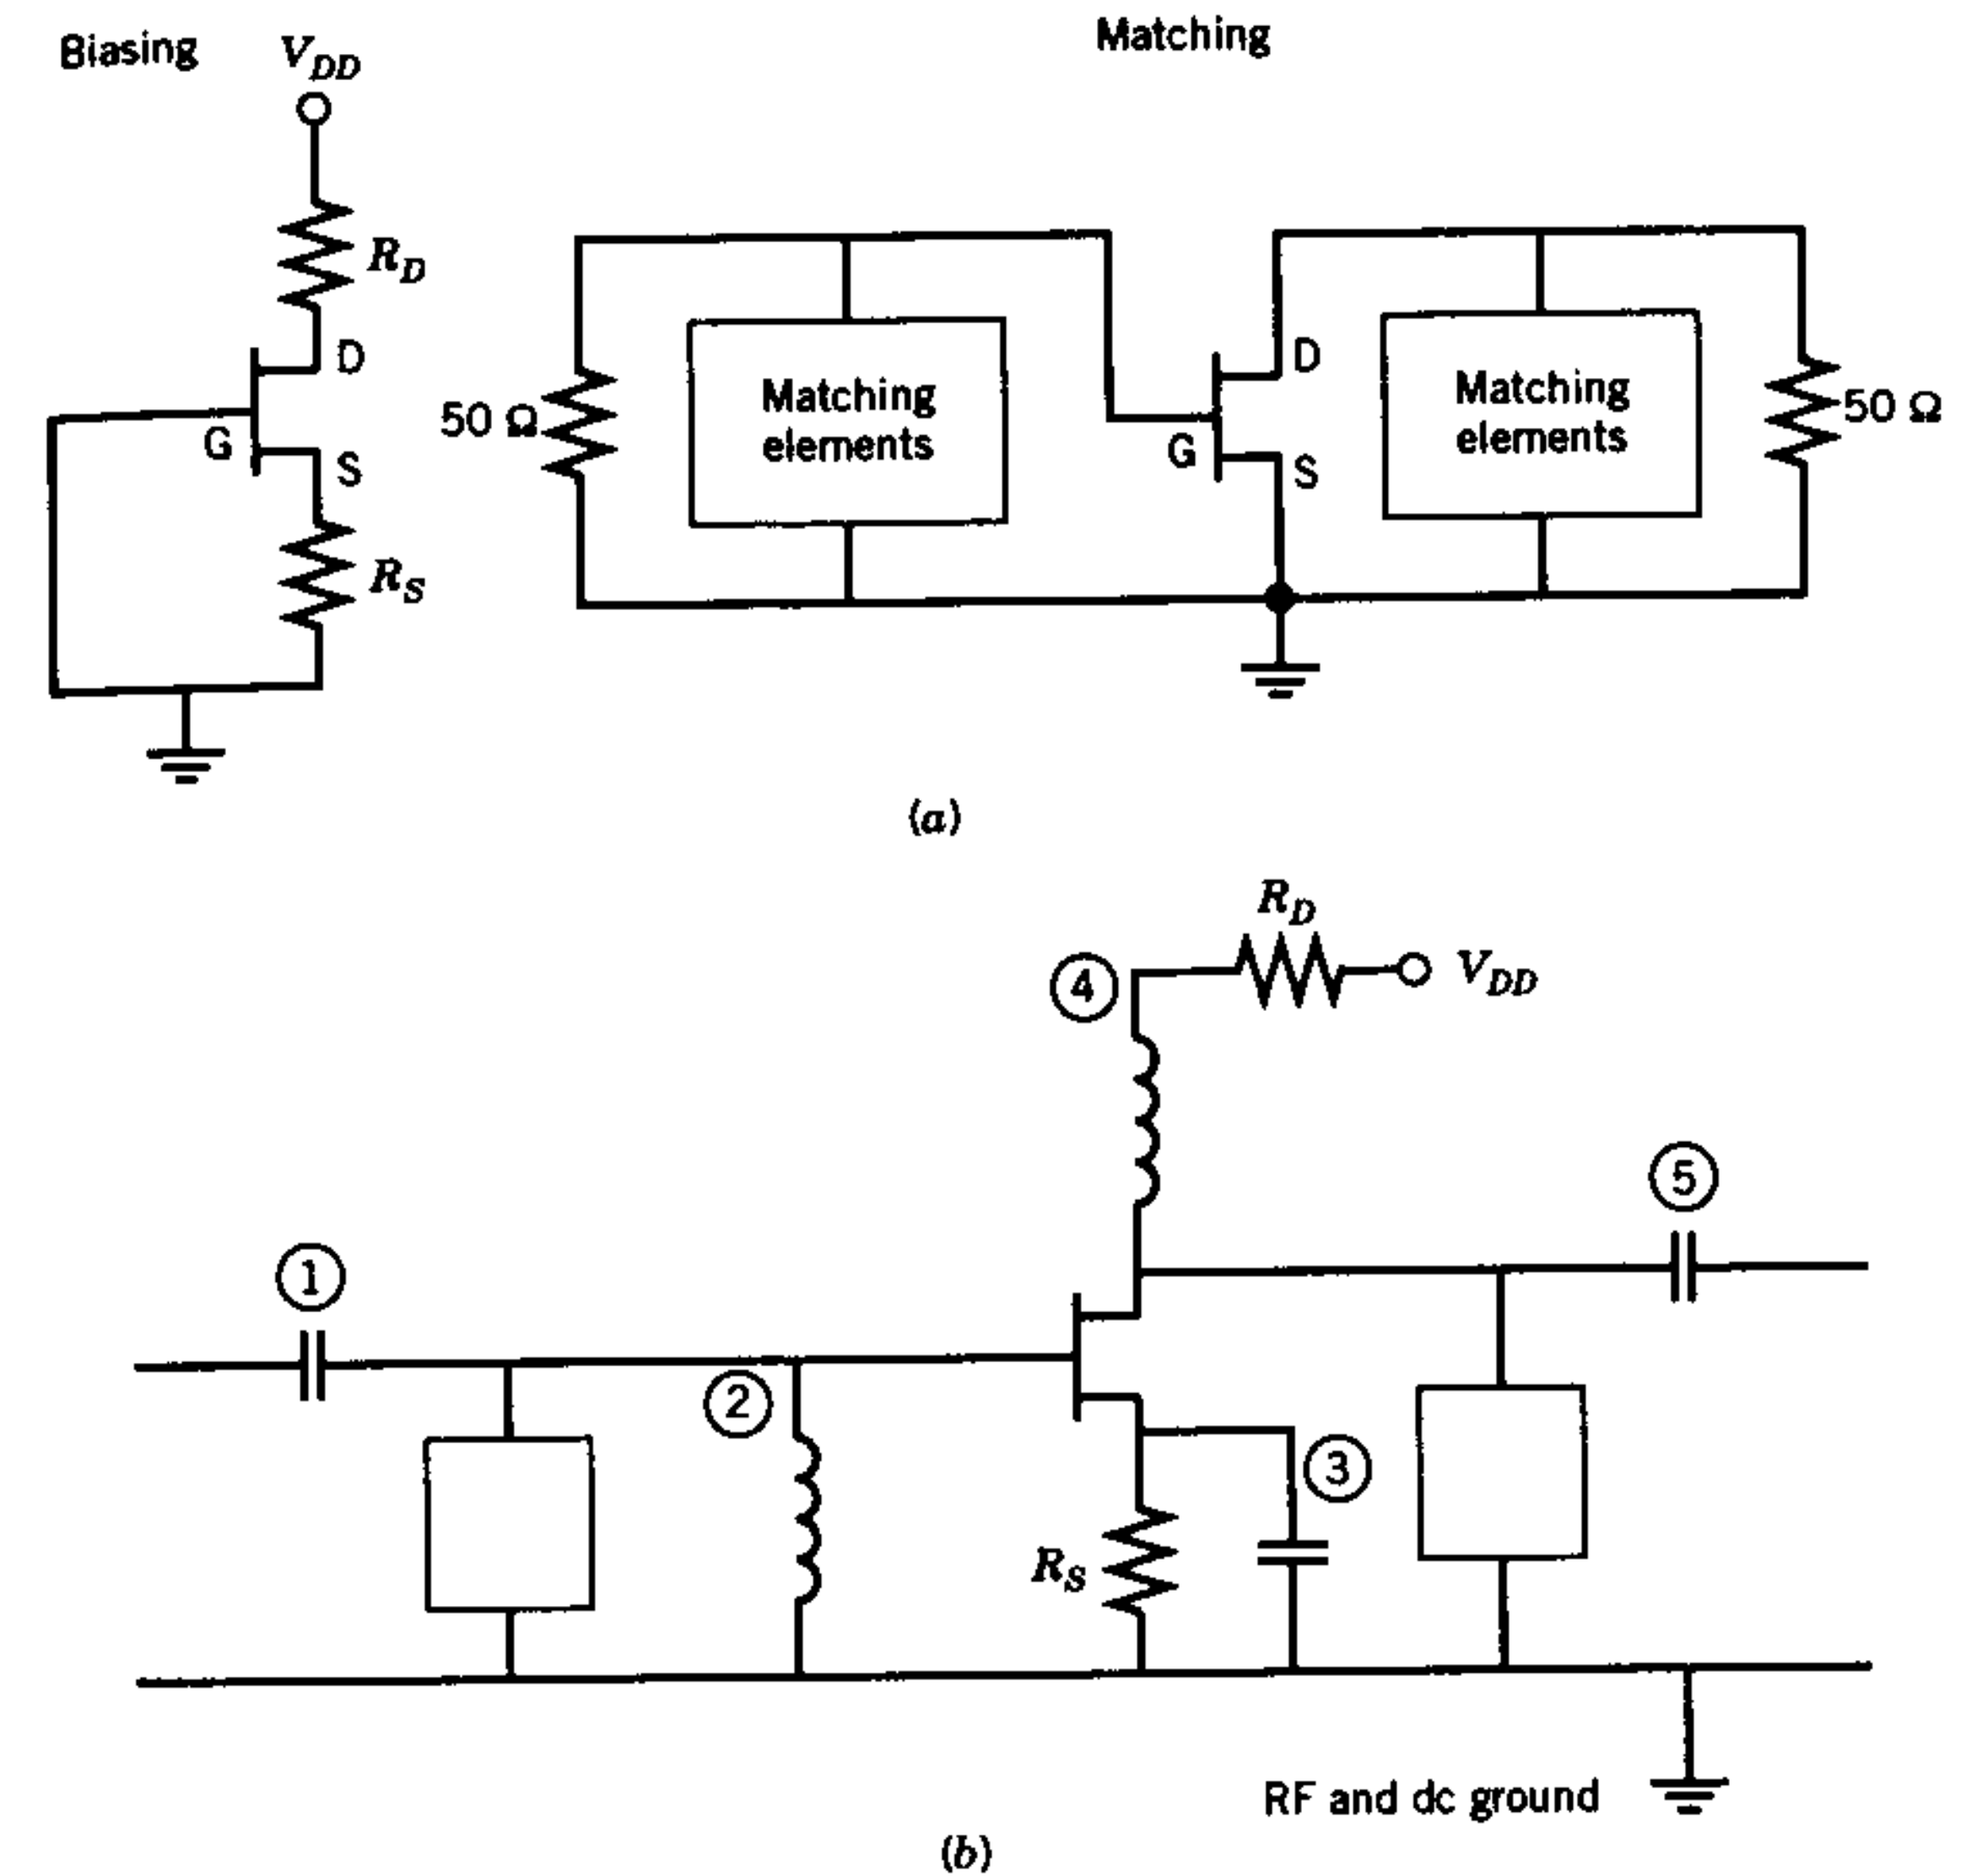 Biasing
V_DD
Matching
R_D
D
G
S
R_S
50 Ω
Matching
elements
D
G
S
Matching
elements
50 Ω
(a)
R_D
V_DD
④
⑤
①
②
③
R_S
RF and dc ground
(b)